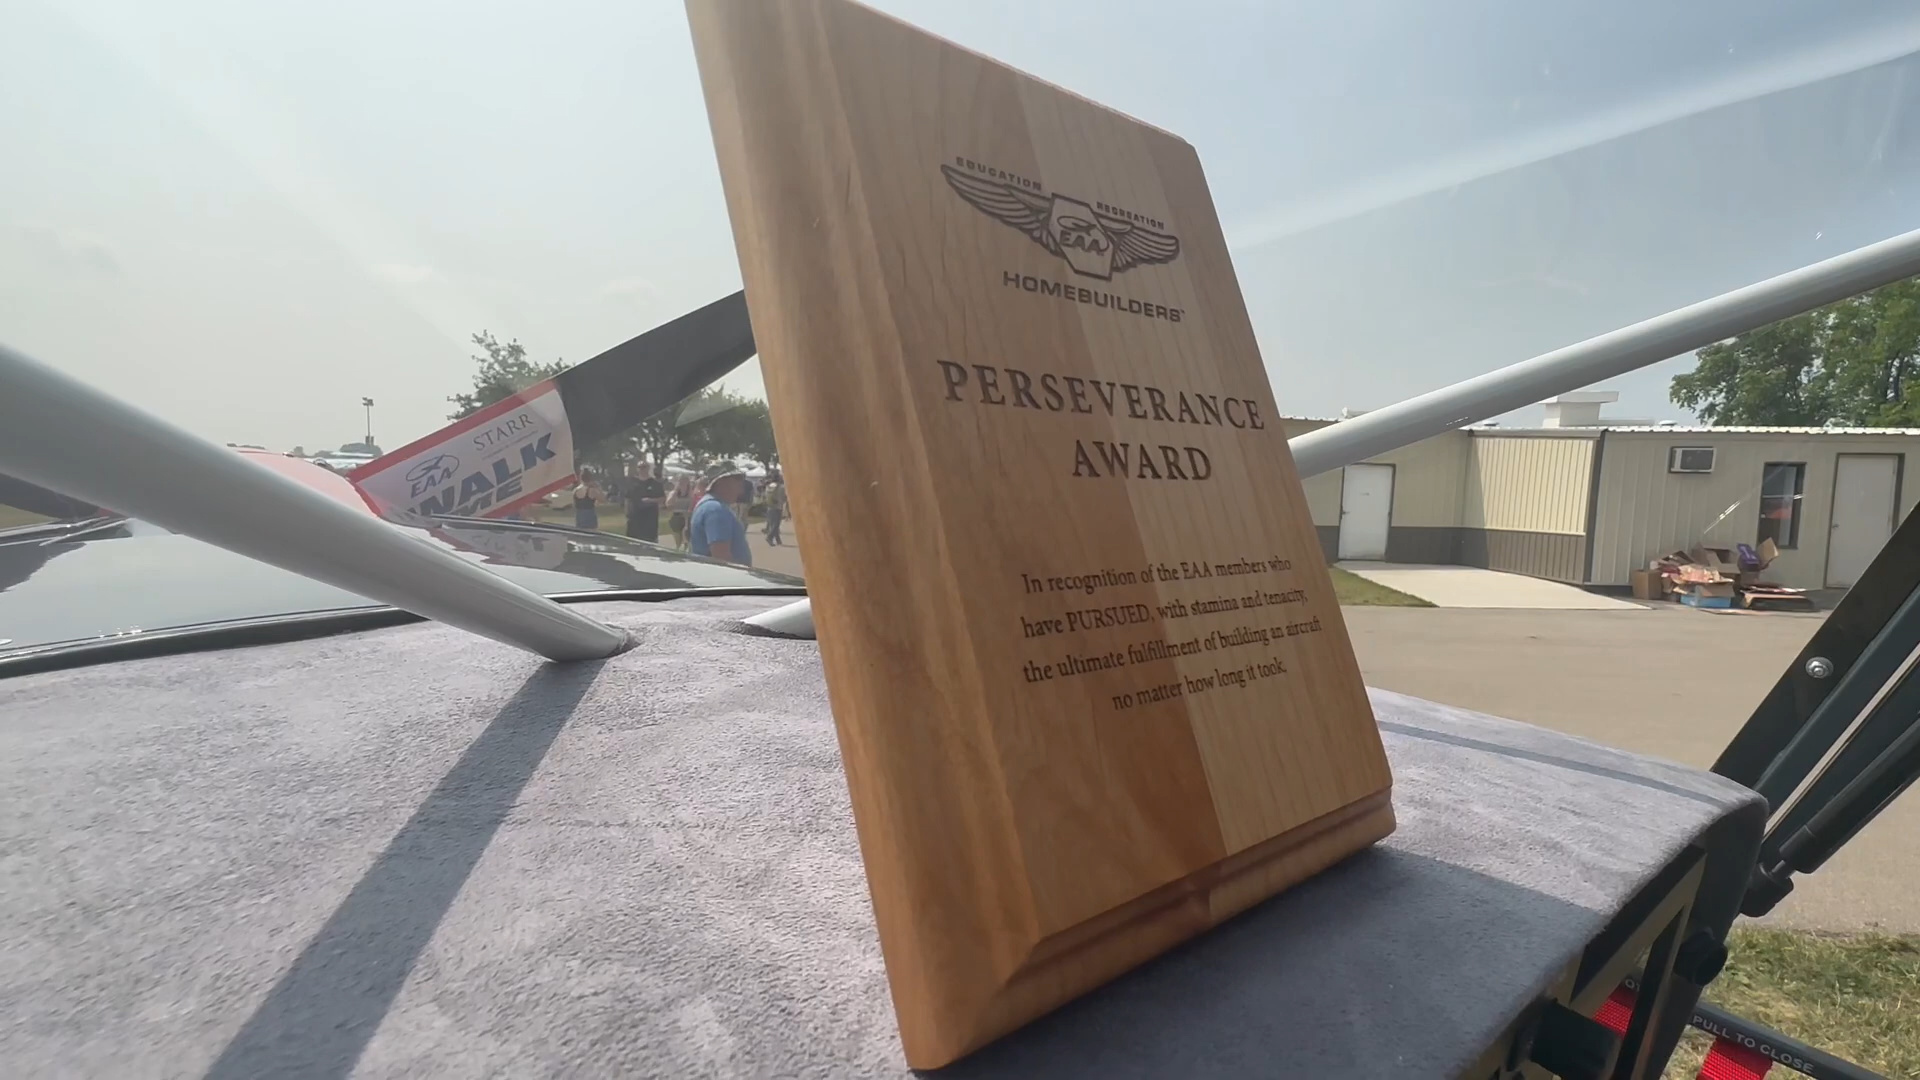 EDUCATION
RECREATION
EAA
HOMEBUILDERS
PERSEVERANCE
AWARD
In recognition of the EAA members who
have PURSUED, with stamina and tenacity,
the ultimate fulfillment of building an aircraft
no matter how long it took.
STARR
EAA
WALK
ME
PULL TO CLOSE